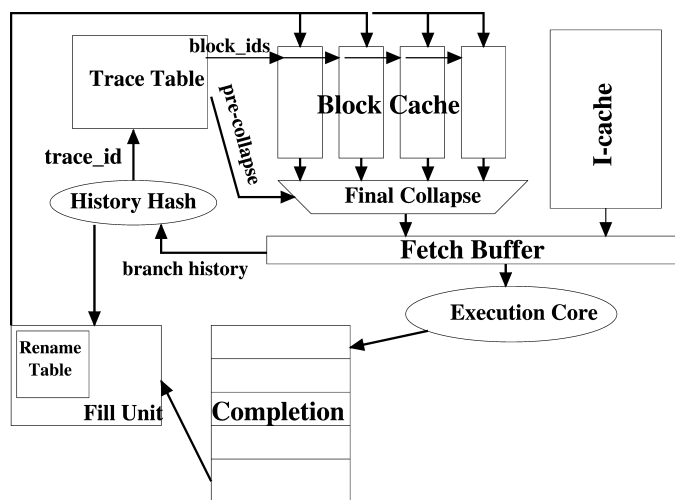 block_ids
Trace Table
Block Cache
I-cache
pre-collapse
trace_id
Final Collapse
History Hash
Fetch Buffer
branch history
Execution Core
Rename
Table
Fill Unit
Completion